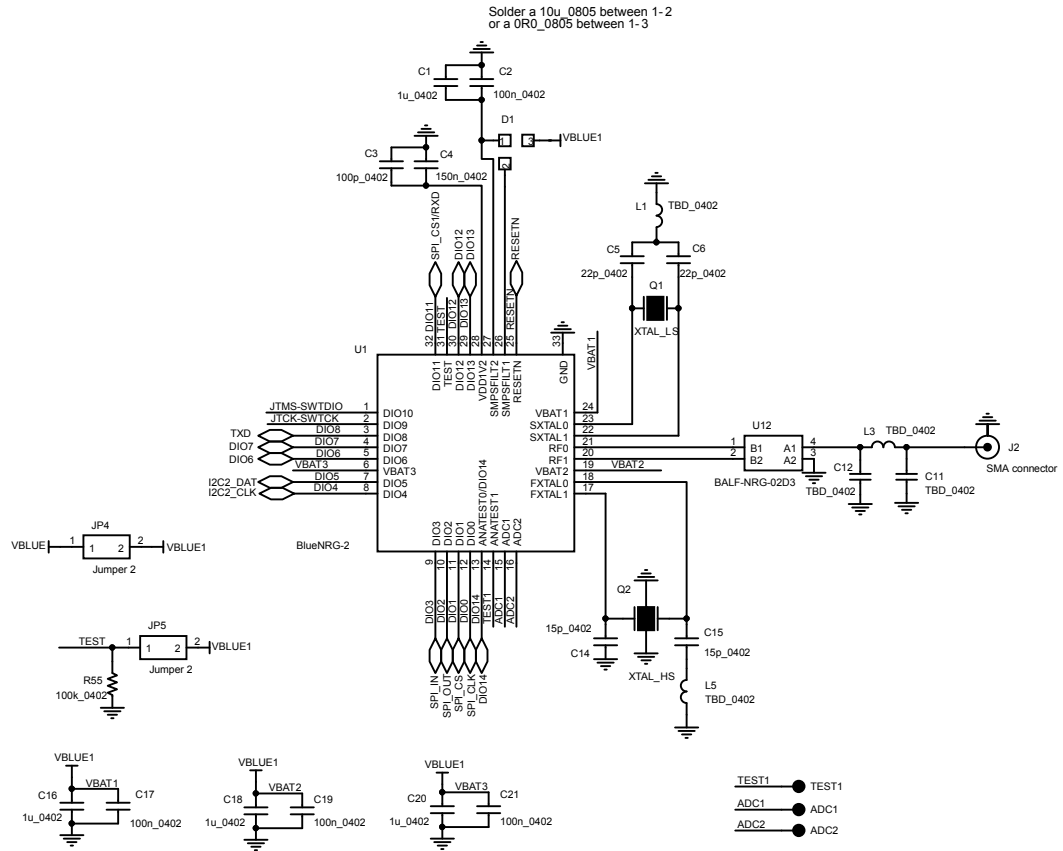 Solder a 10u_0805 between 1-2
or a 0R0_0805 between 1-3
C1
1u_0402
C2
100n_0402
D1
1
3
2
VBLUE1
C3
100p_0402
C4
150n_0402
L1
TBD_0402
C5
22p_0402
C6
22p_0402
Q1
XTAL_LS
SPI_CS1/RXD
DIO12
DIO13
RESETN
32 DIO11
31 TEST
30 DIO12
29 DIO13
28
27
26
25 RESETN
33
VBAT1
U1
DIO11
TEST
DIO12
DIO13
VDD1V2
SMPSFILT2
SMPSFILT1
RESETN
GND
JTMS-SWTDIO 1 DIO10
JTCK-SWTCK 2 DIO9
TXD DIO8 3 DIO8
DIO7 DIO7 4 DIO7
DIO6 DIO6 5 DIO6
VBAT3 6 VBAT3
I2C2_DAT DIO5 7 DIO5
I2C2_CLK DIO4 8 DIO4
VBAT1 24
SXTAL0 23
SXTAL1 22
RF0 21
RF1 20
VBAT2 19 VBAT2
FXTAL0 18
FXTAL1 17
U12
1 B1 A1 4
2 B2 A2 3
BALF-NRG-02D3
L3
TBD_0402
C12
TBD_0402
C11
TBD_0402
J2
SMA connector
BlueNRG-2
DIO3
DIO2
DIO1
DIO0
ANATEST0/DIO14
ANATEST1
ADC1
ADC2
9
10
11
12
13
14
15
16
DIO3
DIO2
DIO1
DIO0
DIO14
TEST1
ADC1
ADC2
SPI_IN
SPI_OUT
SPI_CS
SPI_CLK
DIO14
Q2
XTAL_HS
15p_0402
C14
C15
15p_0402
L5
TBD_0402
JP4
VBLUE 1 1 2 2 VBLUE1
Jumper 2
JP5
TEST 1 1 2 2 VBLUE1
Jumper 2
R55
100k_0402
VBLUE1
VBAT1
C16
1u_0402
C17
100n_0402
VBLUE1
VBAT2
C18
1u_0402
C19
100n_0402
VBLUE1
VBAT3
C20
1u_0402
C21
100n_0402
TEST1 TEST1
ADC1 ADC1
ADC2 ADC2